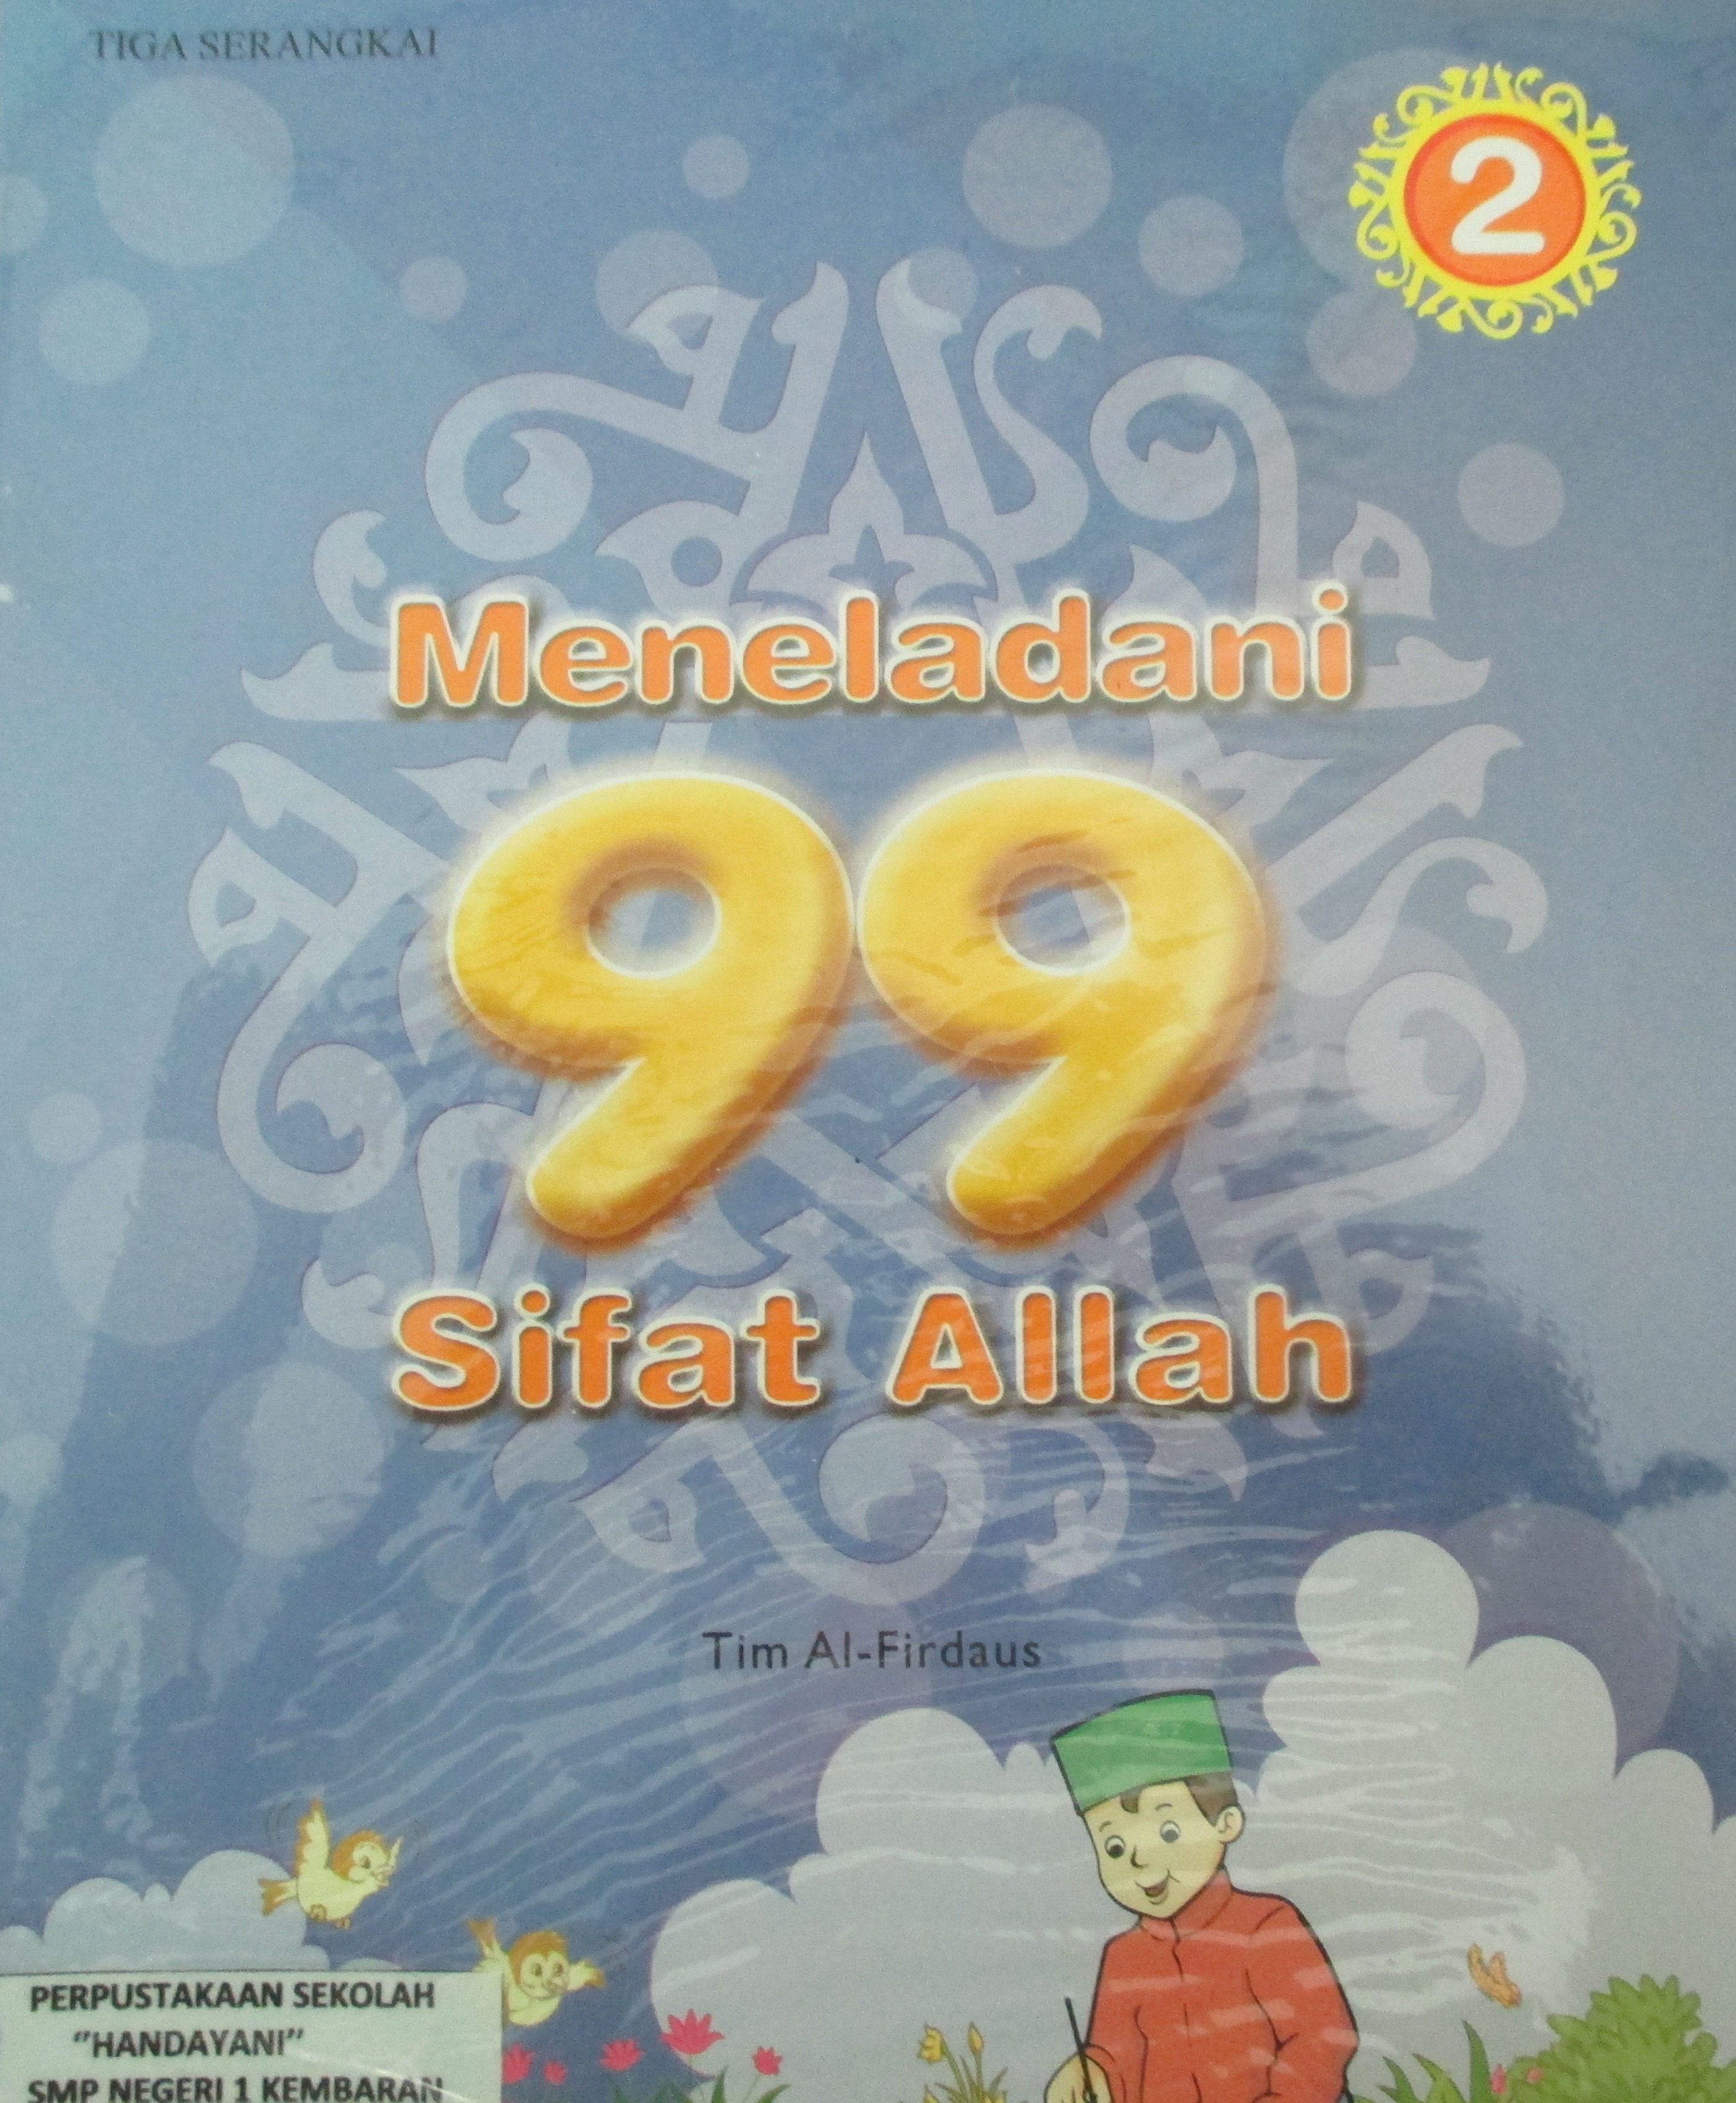 TIGA SERANGKAI
2
Meneladani
99
Sifat Allah
Tim Al-Firdaus
PERPUSTAKAAN SEKOLAH
"HANDAYANI"
SMP NEGERI 1 KEMBARAN